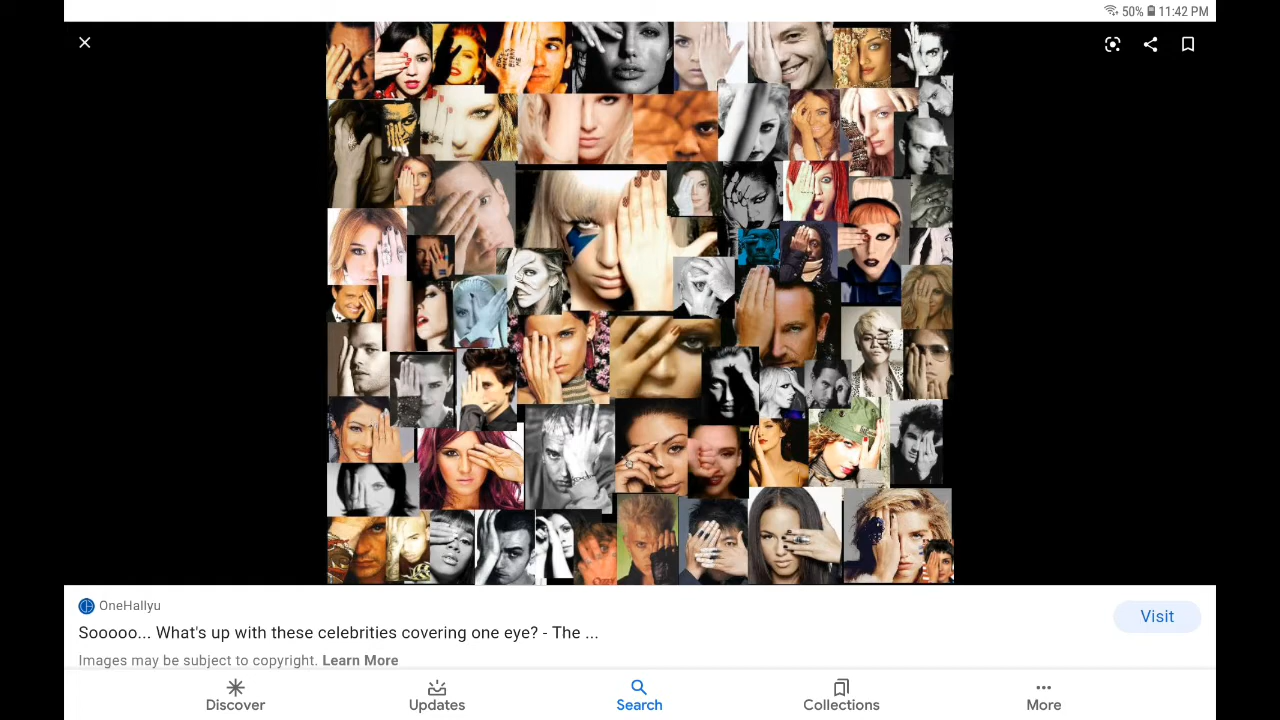 50% 11:42 PM
OneHallyu
Sooooo... What's up with these celebrities covering one eye? - The ...
Visit
Images may be subject to copyright. Learn More
Discover
Updates
Search
Collections
More